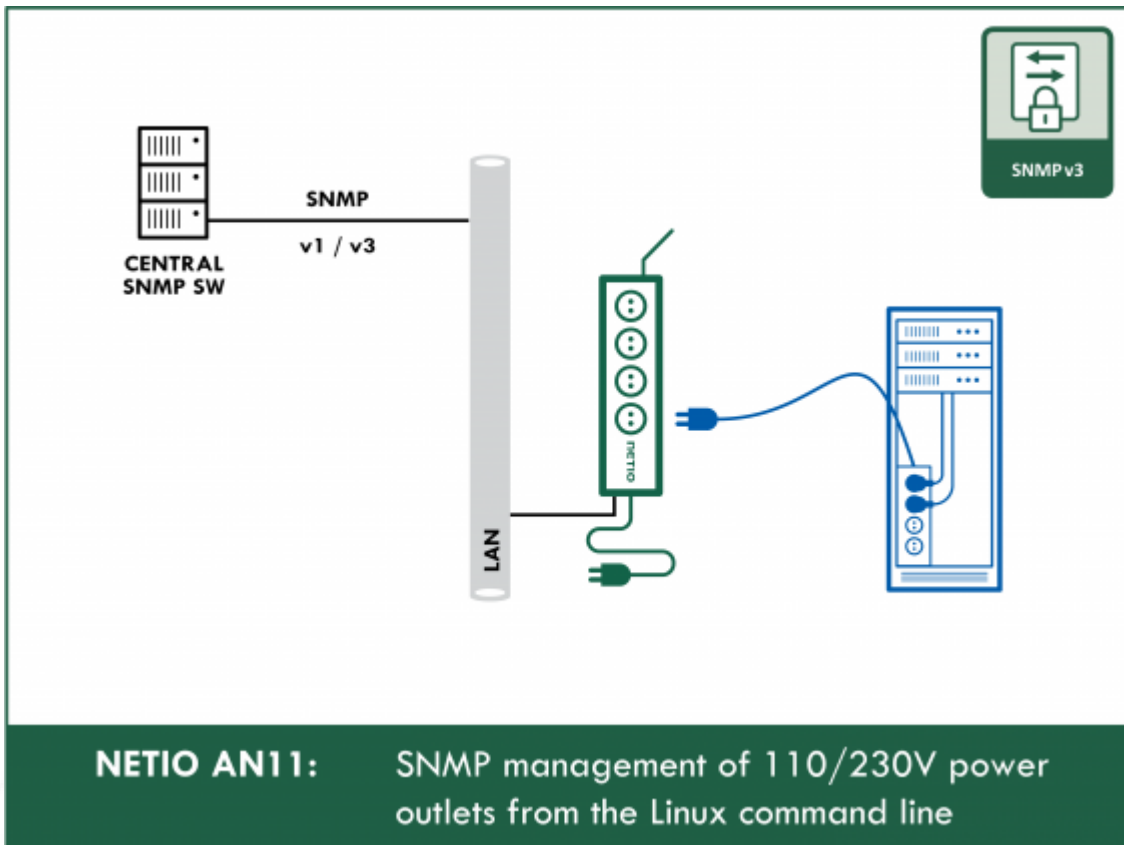 SNMP v3
SNMP
v1 / v3
CENTRAL
SNMP SW
NETIO
LAN
NETIO AN11: SNMP management of 110/230V power
outlets from the Linux command line